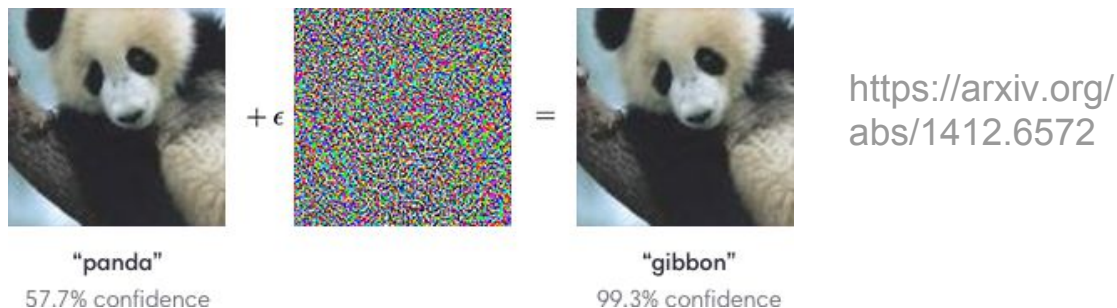 + ϵ
=
https://arxiv.org/
abs/1412.6572
“panda”
“gibbon”
57.7% confidence
99.3% confidence